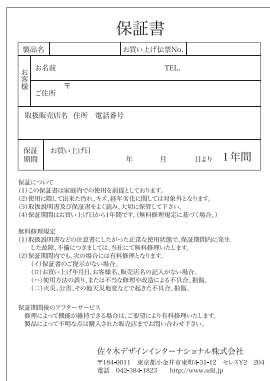 保証書
製品名 お買い上げ伝票No.
お客様
お名前 TEL.
ご住所 〒
取扱販売店名 住所 電話番号
保証期間 お買い上げ日 年 月 日より 1年間
保証について
(1)この保証書は家庭内での使用を前提としております。
(2)使用に際して出来た汚れ、キズ、経年劣化に関しては対象外となります。
(3)取扱説明書及び保証書をよく読み、大切に保管して下さい。
(4)保証期間はお買い上げ日から1年間です。(無料修理規定に基づく場合。)
無料修理規定
(1)取扱説明書などの注意書にしたがった正常な使用状態で、保証期間内に発生
した故障、不備につきましては、当社にて無料修理いたします。
(2)保証期間内でも、次の場合には有料修理となります。
(イ)保証書のご提示がない場合。
(ロ)お買い上げ年月日、お客様名、販売店名の記入がない場合。
(ハ)使用方法の誤り、または不当な修理や改造による不具合、損傷。
(ニ)火災、公害、その他天災地変などで起きた不具合、損傷。
保証期間後のアフターサービス
修理によって機能が維持できる場合は、ご要望により有料修理いたします。
製品によって不明な点は購入された販売店までお問い合わせ下さい。
佐々木デザインインターナショナル株式会社
〒184-0011 東京都小金井市東町4-31-12 セレスY2 204
電話 042-384-1823 http://www.sdii.jp